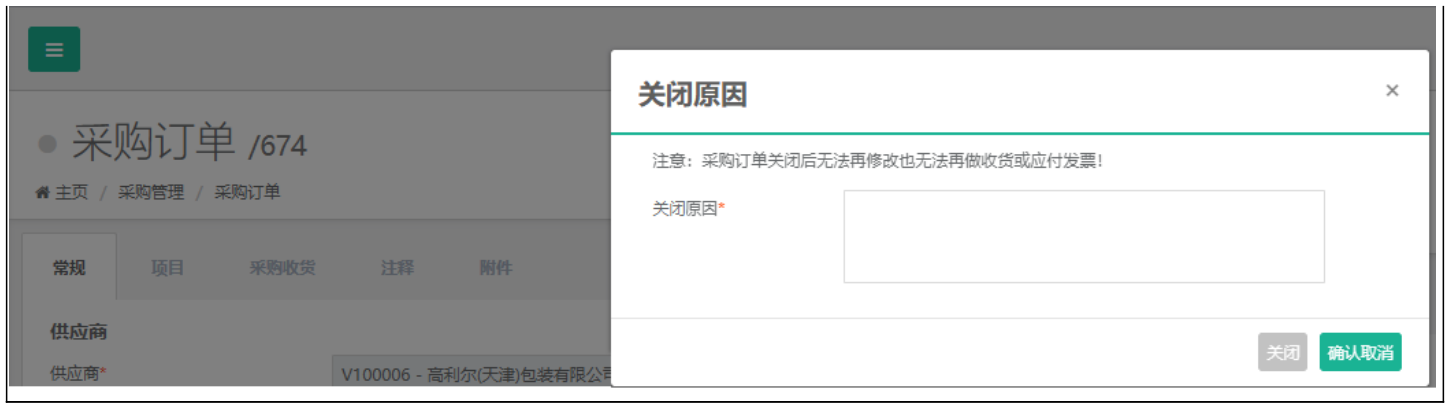 采购订单 /674
主页 / 采购管理 / 采购订单
常规 项目 采购收货 注释 附件
供应商
供应商* V100006 - 高利尔(天津)包装有限公司
关闭原因 ×
注意：采购订单关闭后无法再修改也无法再做收货或应付发票！
关闭原因*
关闭 确认取消